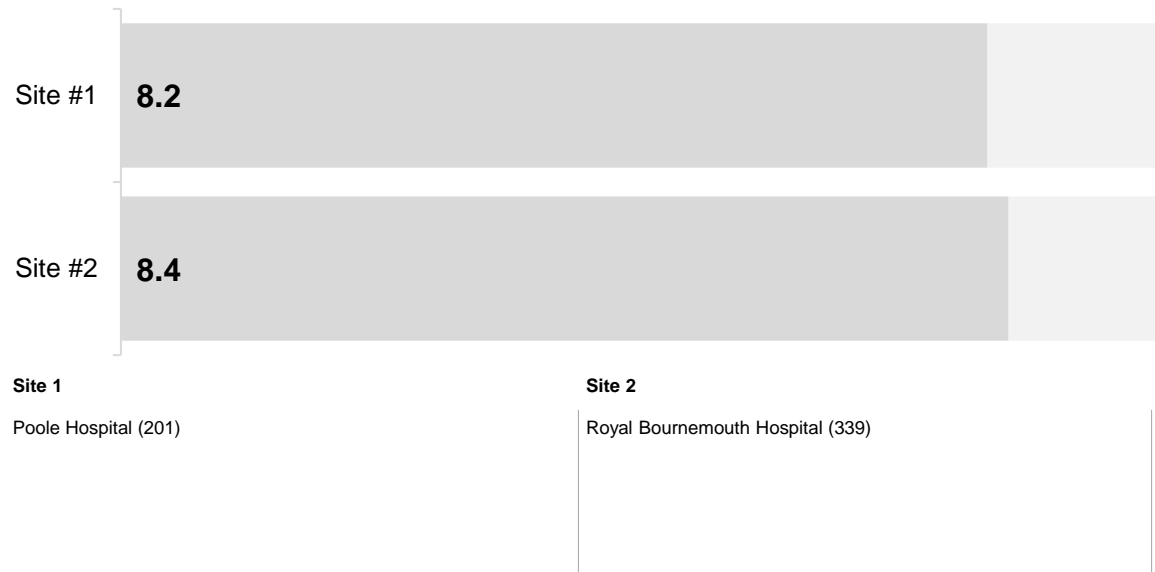 Site #1 8.2
Site #2 8.4
Site 1
Poole Hospital (201)
Site 2
Royal Bournemouth Hospital (339)